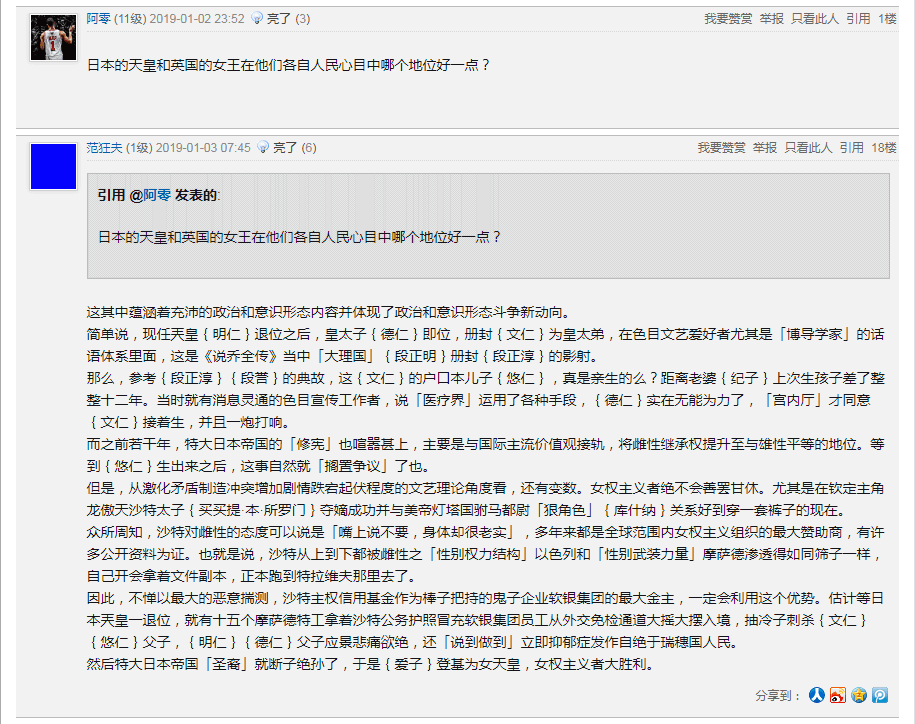 阿零 (11级) 2019-01-02 23:52 亮了 (3) 我要赞赏 举报 只看此人 引用 1楼
日本的天皇和英国的女王在他们各自人民心目中哪个地位好一点？
范狂夫 (1级) 2019-01-03 07:45 亮了 (6) 我要赞赏 举报 只看此人 引用 18楼
引用 @阿零 发表的:
日本的天皇和英国的女王在他们各自人民心目中哪个地位好一点？
这其中蕴涵着充沛的政治和意识形态内容并体现了政治和意识形态斗争新动向。
简单说，现任天皇｛明仁｝退位之后，皇太子｛德仁｝即位，册封｛文仁｝为皇太弟，在色目文艺爱好者尤其是「博导学家」的话
语体系里面，这是《说乔全传》当中「大理国」｛段正明｝册封｛段正淳｝的影射。
那么，参考｛段正淳｝｛段誉｝的典故，这｛文仁｝的户口本儿子｛悠仁｝，真是亲生的么？距离老婆｛纪子｝上次生孩子差了整
整十二年。当时就有消息灵通的色目宣传工作者，说「医疗界」运用了各种手段，｛德仁｝实在无能为力了，「宫内厅」才同意
｛文仁｝接着生，并且一炮打响。
而之前若干年，特大日本帝国的「修宪」也喧嚣甚上，主要是与国际主流价值观接轨，将雌性继承权提升至与雄性平等的地位。等
到｛悠仁｝生出来之后，这事自然就「搁置争议」了也。
但是，从激化矛盾制造冲突增加剧情跌宕起伏程度的文艺理论角度看，还有变数。女权主义者绝不会善罢甘休。尤其是在钦定主角
龙傲天沙特太子｛买买提·本·所罗门｝夺嫡成功并与美帝灯塔国驸马都尉「狠角色」｛库什纳｝关系好到穿一套裤子的现在。
众所周知，沙特对雌性的态度可以说是「嘴上说不要，身体却很老实」，多年来都是全球范围内女权主义组织的最大赞助商，有许
多公开资料为证。也就是说，沙特从上到下都被雌性之「性别权力结构」以色列和「性别武装力量」摩萨德渗透得如同筛子一样，
自己开会拿着文件副本，正本跑到特拉维夫那里去了。
因此，不惮以最大的恶意揣测，沙特主权信用基金作为棒子把持的鬼子企业软银集团的最大金主，一定会利用这个优势。估计等日
本天皇一退位，就有十五个摩萨德特工拿着沙特公务护照冒充软银集团员工从外交免检通道大摇大摆入境，抽冷子刺杀｛文仁｝
｛悠仁｝父子，｛明仁｝｛德仁｝父子应景悲痛欲绝，还「说到做到」立即抑郁症发作自绝于瑞穗国人民。
然后特大日本帝国「圣裔」就断子绝孙了，于是｛爱子｝登基为女天皇，女权主义者大胜利。
分享到：